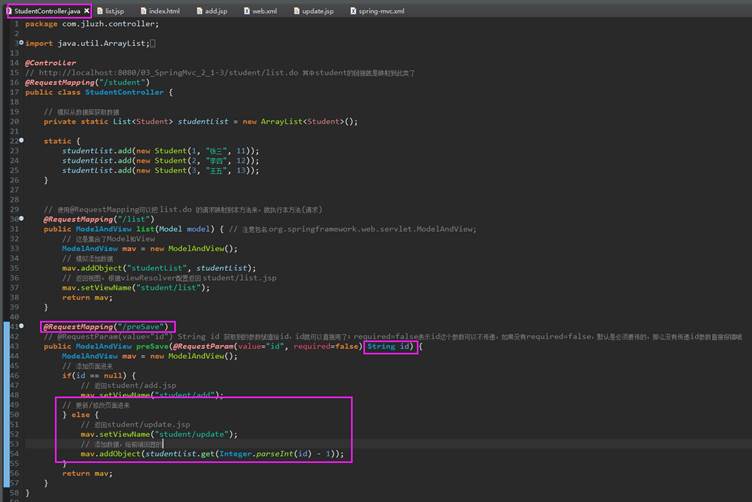 StudentController.java list.jsp index.html add.jsp web.xml update.jsp spring-mvc.xml
1 package com.jluzh.controller;
2
3 import java.util.ArrayList;
13
14 @Controller
15 // http://localhost:8080/03_SpringMvc_2_1-3/student/list.do 其中student的链接就是映射到此类了
16 @RequestMapping("/student")
17 public class StudentController {
18
19 // 模拟从数据库获取数据
20 private static List<Student> studentList = new ArrayList<Student>();
21
22 static {
23 studentList.add(new Student(1, "张三", 11));
24 studentList.add(new Student(2, "李四", 12));
25 studentList.add(new Student(3, "王五", 13));
26 }
27
28
29 // 使用@RequestMapping可以把 list.do 的请求映射到本方法来，就执行本方法(请求)
30 @RequestMapping("/list")
31 public ModelAndView list(Model model) { // 注意包名org.springframework.web.servlet.ModelAndView;
32 // 这是集合了Model和View
33 ModelAndView mav = new ModelAndView();
34 // 模拟添加数据
35 mav.addObject("studentList", studentList);
36 // 返回视图，根据viewResolver配置返回 student/list.jsp
37 mav.setViewName("student/list");
38 return mav;
39 }
40
41 @RequestMapping("/preSave")
42 // @RequestParam(value="id") String id 获取到的参数赋值给id，id就可以直接用了；required=false表示id这个参数可以不传递，如果没有required=false，默认是必须要传的，那么没有传递id参数直接报错哦
43 public ModelAndView preSave(@RequestParam(value="id", required=false) String id) {
44 ModelAndView mav = new ModelAndView();
45 // 添加页面进来
46 if(id == null) {
47 // 返回student/add.jsp
48 mav.setViewName("student/add");
49 // 更新/修改页面进来
50 } else {
51 // 返回student/update.jsp
52 mav.setViewName("student/update");
53 // 添加数据，给前端回显的
54 mav.addObject(studentList.get(Integer.parseInt(id) - 1));
55 }
56 return mav;
57 }
58 }